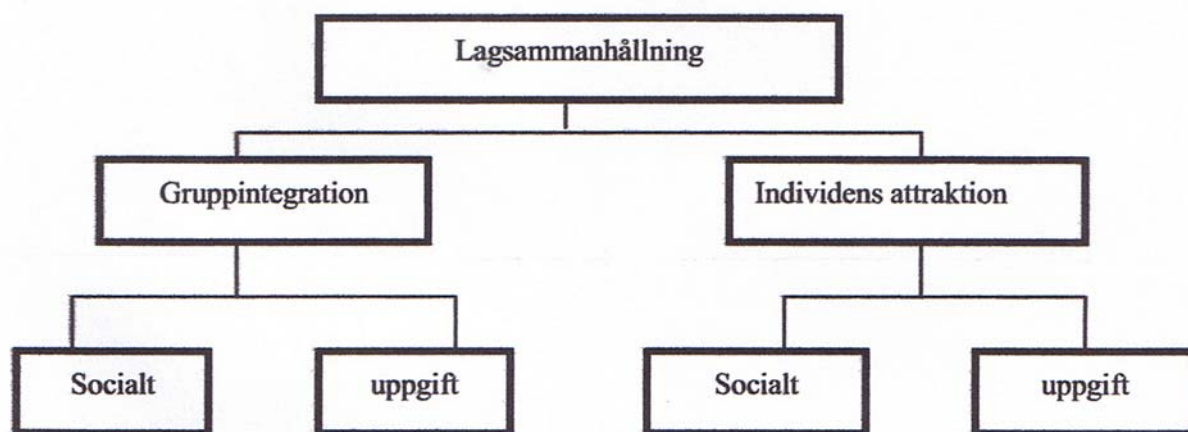 Lagsammanhållning
Gruppintegration
Individens attraktion
Socialt
uppgift
Socialt
uppgift